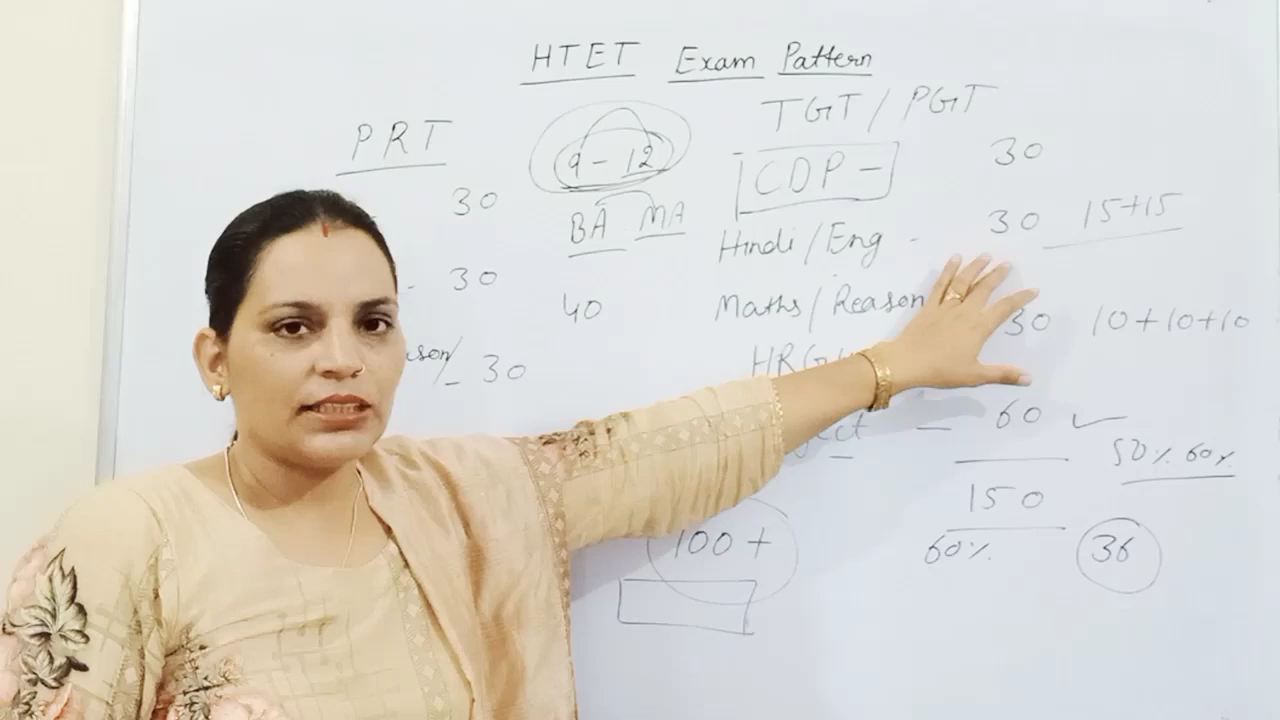 HTET Exam Pattern
PRT
30
- 30
ason/
- 30
9-12
BA MA
40
TGT/PGT
CDP - 30
Hindi/Eng - 30 15+15
Maths/Reason
30 10+10+10
HRG
ject — 60 ✓
50% 60%
150
60% 36
100+